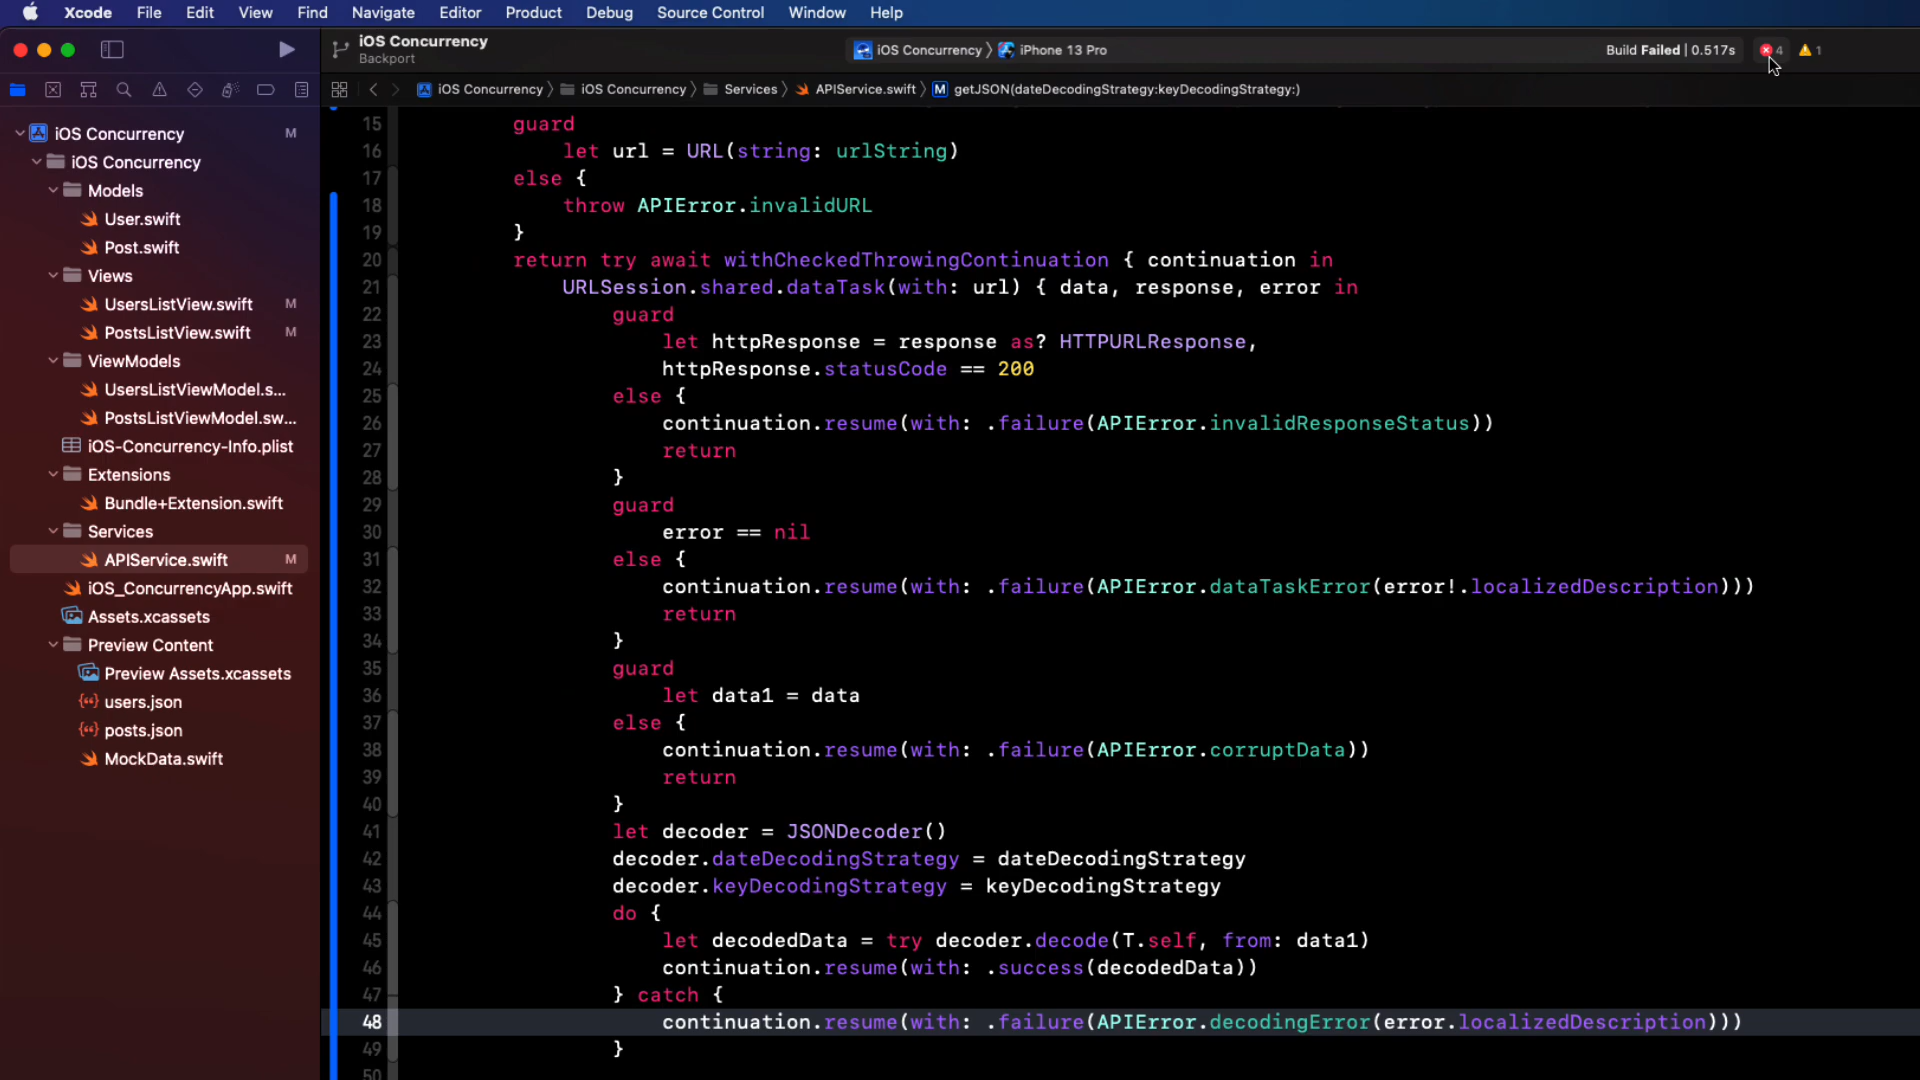 Xcode File Edit View Find Navigate Editor Product Debug Source Control Window Help
iOS Concurrency
Backport
iOS Concurrency iPhone 13 Pro
Build Failed | 0.517s
4
1
iOS Concurrency iOS Concurrency Services APIService.swift M getJSON(dateDecodingStrategy:keyDecodingStrategy:)
iOS Concurrency M
iOS Concurrency
Models
User.swift
Post.swift
Views
UsersListView.swift M
PostsListView.swift M
ViewModels
UsersListViewModel.s...
PostsListViewModel.sw...
iOS-Concurrency-Info.plist
Extensions
Bundle+Extension.swift
Services
APIService.swift M
iOS_ConcurrencyApp.swift
Assets.xcassets
Preview Content
Preview Assets.xcassets
users.json
posts.json
MockData.swift
15 guard
16 let url = URL(string: urlString)
17 else {
18 throw APIError.invalidURL
19 }
20 return try await withCheckedThrowingContinuation { continuation in
21 URLSession.shared.dataTask(with: url) { data, response, error in
22 guard
23 let httpResponse = response as? HTTPURLResponse,
24 httpResponse.statusCode == 200
25 else {
26 continuation.resume(with: .failure(APIError.invalidResponseStatus))
27 return
28 }
29 guard
30 error == nil
31 else {
32 continuation.resume(with: .failure(APIError.dataTaskError(error!.localizedDescription)))
33 return
34 }
35 guard
36 let data1 = data
37 else {
38 continuation.resume(with: .failure(APIError.corruptData))
39 return
40 }
41 let decoder = JSONDecoder()
42 decoder.dateDecodingStrategy = dateDecodingStrategy
43 decoder.keyDecodingStrategy = keyDecodingStrategy
44 do {
45 let decodedData = try decoder.decode(T.self, from: data1)
46 continuation.resume(with: .success(decodedData))
47 } catch {
48 continuation.resume(with: .failure(APIError.decodingError(error.localizedDescription)))
49 }
50